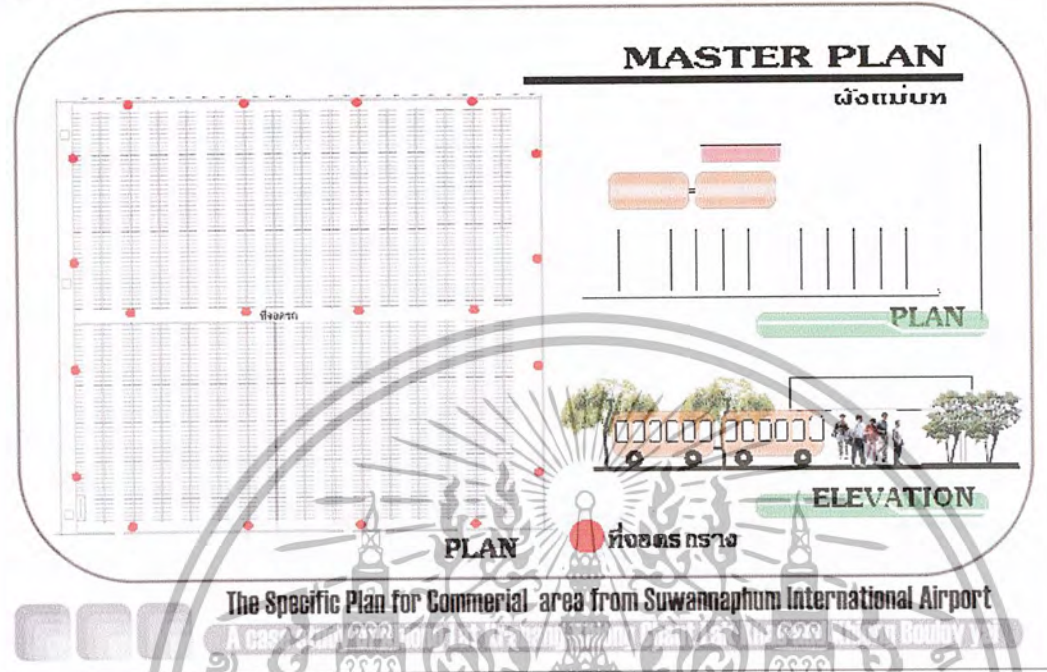 MASTER PLAN
ผังแม่บท
ที่จอดรถ
PLAN
ELEVATION
PLAN
ที่จอดรถราง
The Specific Plan for Commerial area from Suwannaphum International Airport
A case